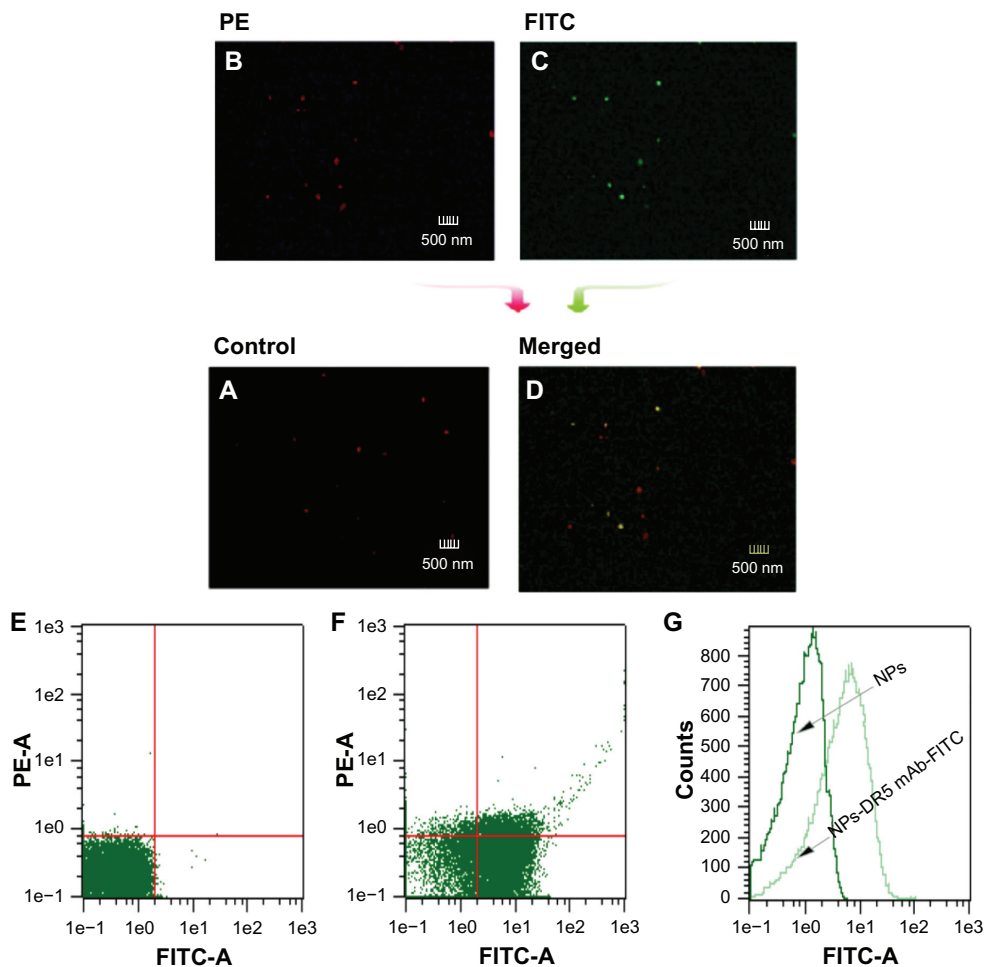 PE
FITC
B
C
500 nm
500 nm
Control
Merged
A
D
500 nm
500 nm
E
F
G
1e3
1e2
1e1
1e0
1e−1
PE-A
1e−1 1e0 1e1 1e2 1e3
FITC-A
1e3
1e2
1e1
1e0
1e−1
PE-A
1e−1 1e0 1e1 1e2 1e3
FITC-A
800
700
600
500
400
300
200
100
0
Counts
NPs
NPs-DR5 mAb-FITC
1e−1 1e0 1e1 1e2 1e3
FITC-A